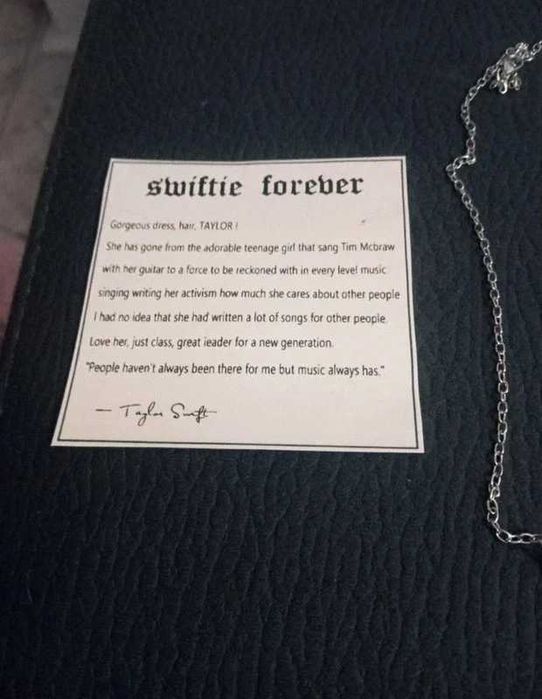 swiftie forever
Gorgeous dress, hair, TAYLOR !
She has gone from the adorable teenage girl that sang Tim Mcbraw
with her guitar to a force to be reckoned with in every level music
singing writing her activism how much she cares about other people
I had no idea that she had written a lot of songs for other people.
Love her, just class, great ieader for a new generation.
"People haven't always been there for me but music always has."
— Taylor Swift